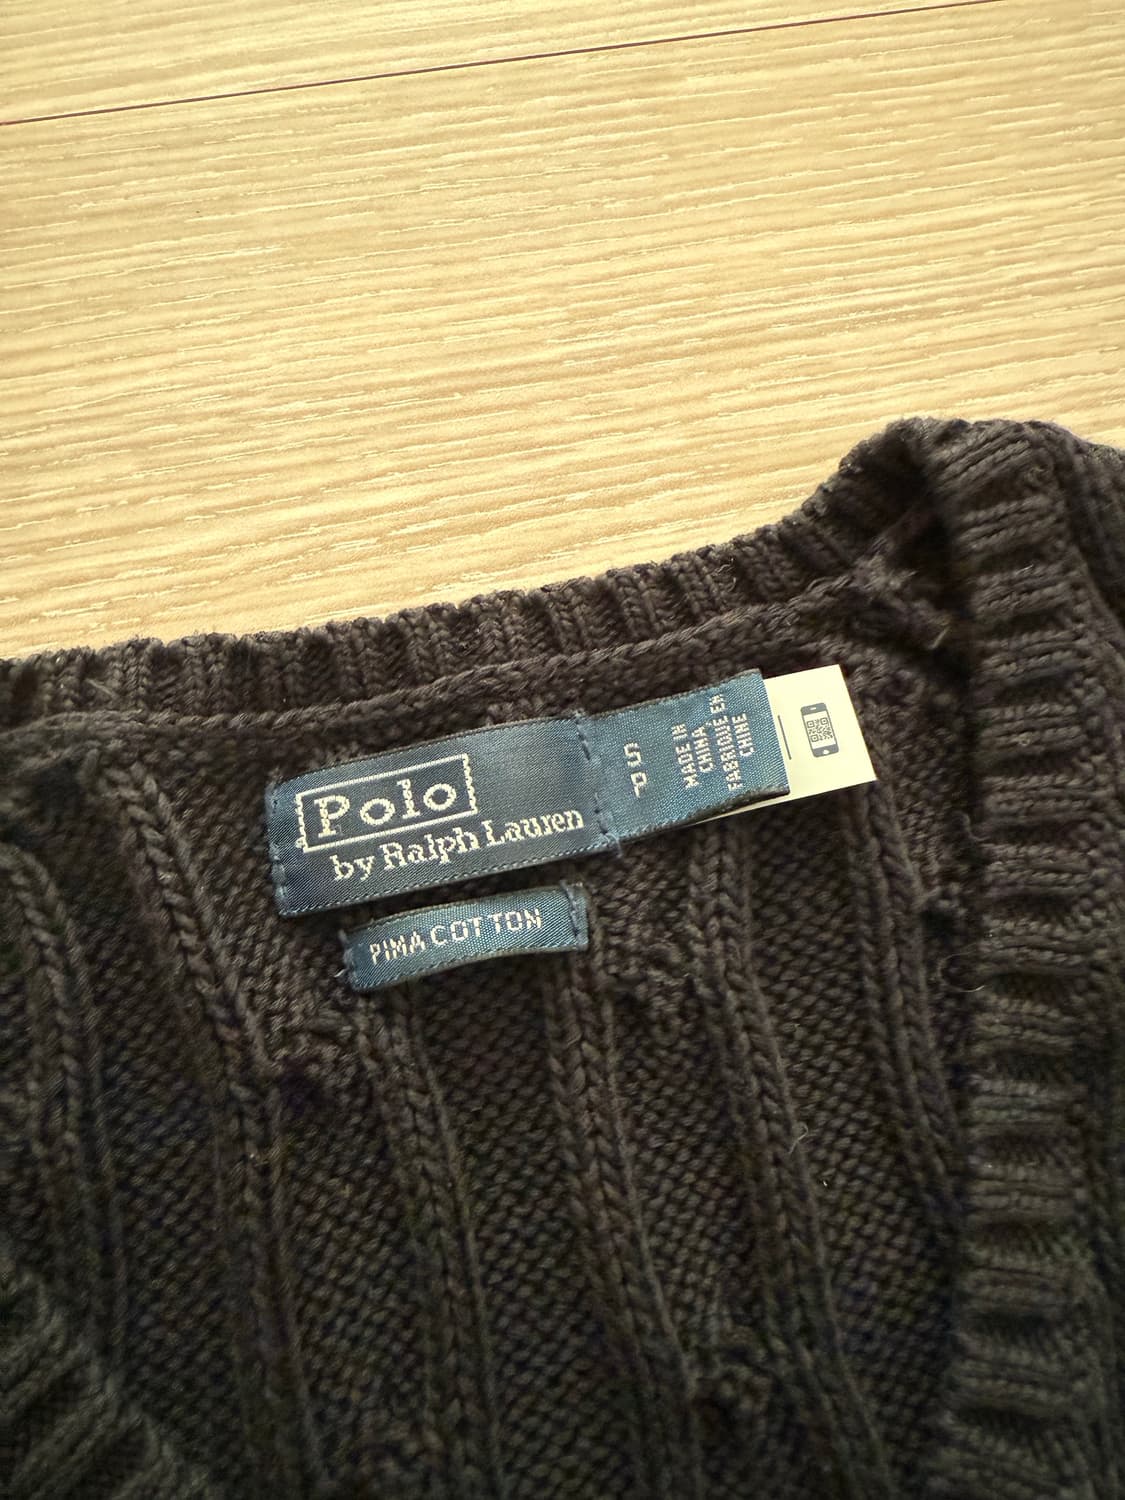 Polo
by Ralph Lauren
S
P
MADE IN
CHINA
FABRIQUÉ EN
CHINE
PIMA COTTON